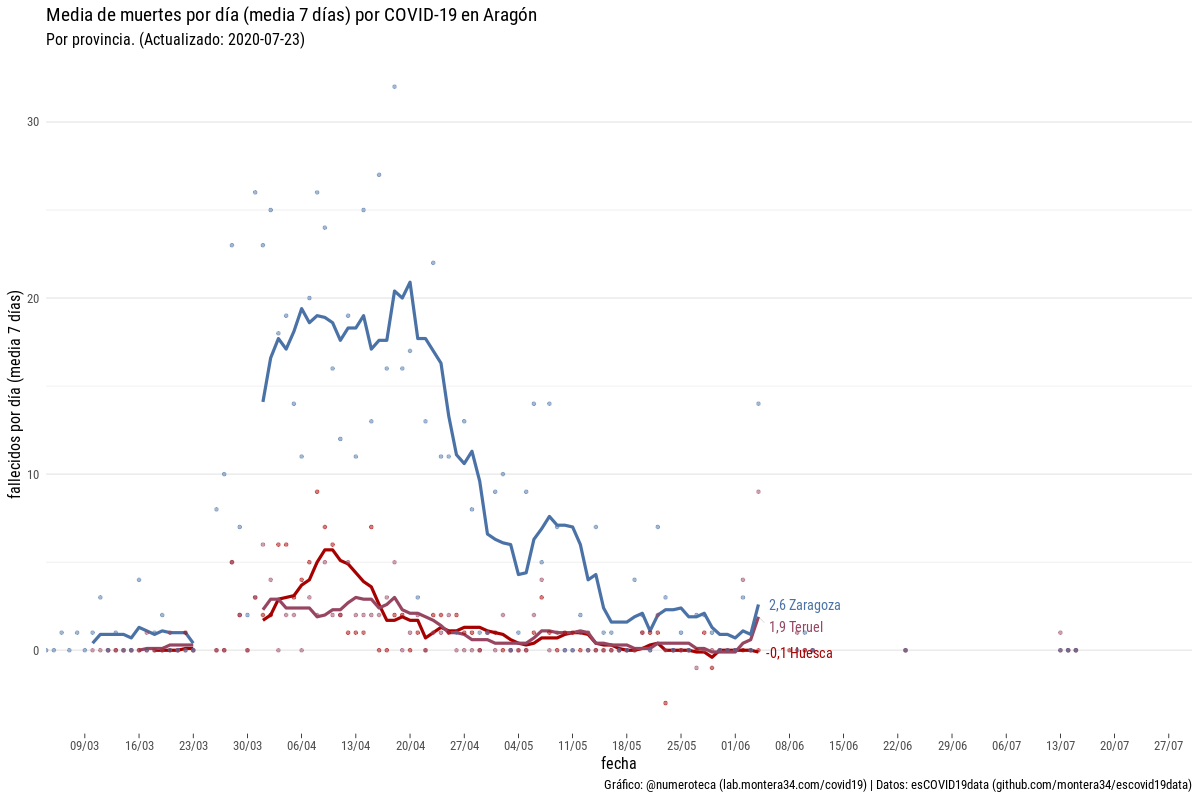 Media de muertes por día (media 7 días) por COVID-19 en Aragón
Por provincia. (Actualizado: 2020-07-23)
fallecidos por día (media 7 días)
30
20
10
0
2,6 Zaragoza
1,9 Teruel
-0,1 Huesca
09/03 16/03 23/03 30/03 06/04 13/04 20/04 27/04 04/05 11/05 18/05 25/05 01/06 08/06 15/06 22/06 29/06 06/07 13/07 20/07 27/07
fecha
Gráfico: @numeroteca (lab.montera34.com/covid19) | Datos: esCOVID19data (github.com/montera34/escovid19data)